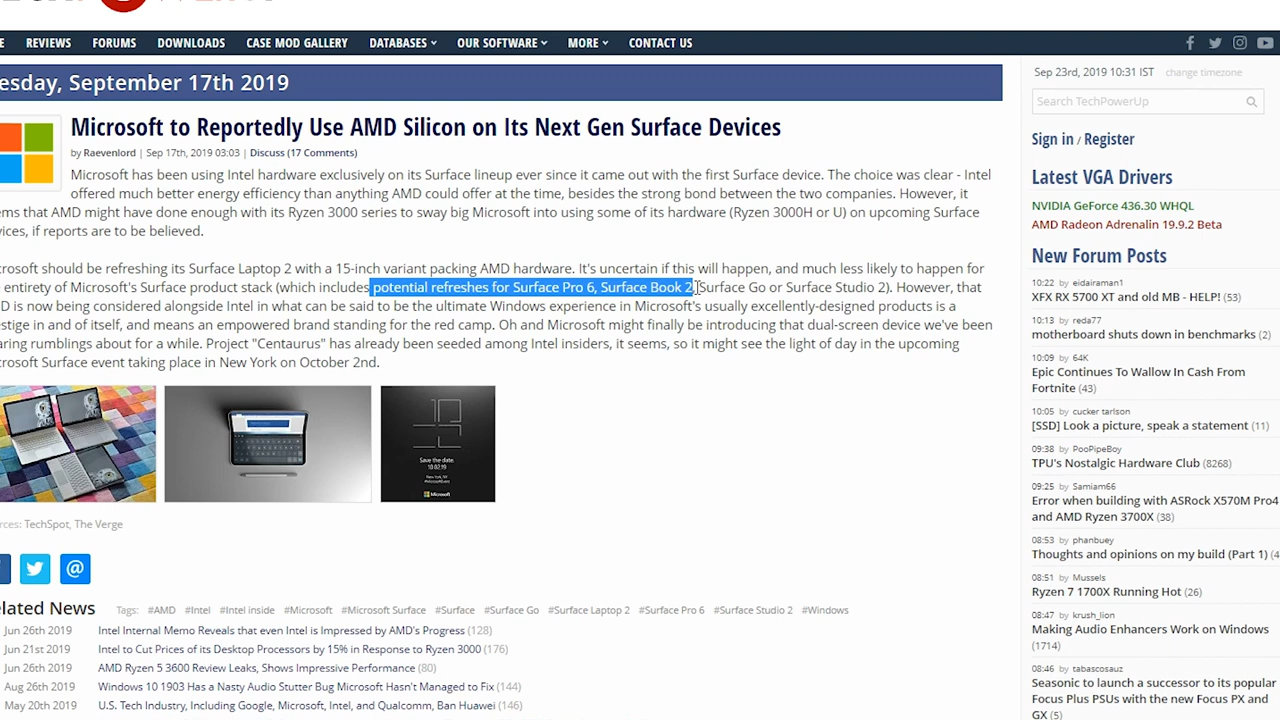 REVIEWS FORUMS DOWNLOADS CASE MOD GALLERY DATABASES OUR SOFTWARE MORE CONTACT US
esday, September 17th 2019
Microsoft to Reportedly Use AMD Silicon on Its Next Gen Surface Devices
by Raevenlord | Sep 17th, 2019 03:03 | Discuss (17 Comments)
Microsoft has been using Intel hardware exclusively on its Surface lineup ever since it came out with the first Surface device. The choice was clear - Intel
offered much better energy efficiency than anything AMD could offer at the time, besides the strong bond between the two companies. However, it
ems that AMD might have done enough with its Ryzen 3000 series to sway big Microsoft into using some of its hardware (Ryzen 3000H or U) on upcoming Surface
vices, if reports are to be believed.
crosoft should be refreshing its Surface Laptop 2 with a 15-inch variant packing AMD hardware. It's uncertain if this will happen, and much less likely to happen for
e entirety of Microsoft's Surface product stack (which includes potential refreshes for Surface Pro 6, Surface Book 2, Surface Go or Surface Studio 2). However, that
D is now being considered alongside Intel in what can be said to be the ultimate Windows experience in Microsoft's usually excellently-designed products is a
estige in and of itself, and means an empowered brand standing for the red camp. Oh and Microsoft might finally be introducing that dual-screen device we've been
aring rumblings about for a while. Project "Centaurus" has already been seeded among Intel insiders, it seems, so it might see the light of day in the upcoming
crosoft Surface event taking place in New York on October 2nd.
Save the date.
10.02.19
Microsoft
rces: TechSpot, The Verge
elated News
Tags: #AMD #Intel #Intel inside #Microsoft #Microsoft Surface #Surface #Surface Go #Surface Laptop 2 #Surface Pro 6 #Surface Studio 2 #Windows
Jun 26th 2019 Intel Internal Memo Reveals that even Intel is Impressed by AMD's Progress (128)
Jun 21st 2019 Intel to Cut Prices of its Desktop Processors by 15% in Response to Ryzen 3000 (176)
Jun 26th 2019 AMD Ryzen 5 3600 Review Leaks, Shows Impressive Performance (80)
Aug 26th 2019 Windows 10 1903 Has a Nasty Audio Stutter Bug Microsoft Hasn't Managed to Fix (144)
May 20th 2019 U.S. Tech Industry, Including Google, Microsoft, Intel, and Qualcomm, Ban Huawei (146)
Sep 23rd, 2019 10:31 IST change timezone
Search TechPowerUp
Sign in / Register
Latest VGA Drivers
NVIDIA GeForce 436.30 WHQL
AMD Radeon Adrenalin 19.9.2 Beta
New Forum Posts
10:22 by eidairaman1
XFX RX 5700 XT and old MB - HELP! (53)
10:13 by reda77
motherboard shuts down in benchmarks (2)
10:09 by 64K
Epic Continues To Wallow In Cash From
Fortnite (43)
10:05 by cucker tarlson
[SSD] Look a picture, speak a statement (11)
09:38 by PooPipeBoy
TPU's Nostalgic Hardware Club (8268)
09:25 by Samiam66
Error when building with ASRock X570M Pro4
and AMD Ryzen 3700X (38)
08:53 by phanbuey
Thoughts and opinions on my build (Part 1) (4
08:51 by Mussels
Ryzen 7 1700X Running Hot (26)
08:47 by krush_lion
Making Audio Enhancers Work on Windows
(1714)
08:46 by tabascosauz
Seasonic to launch a successor to its popular
Focus Plus PSUs with the new Focus PX and
GX (5)